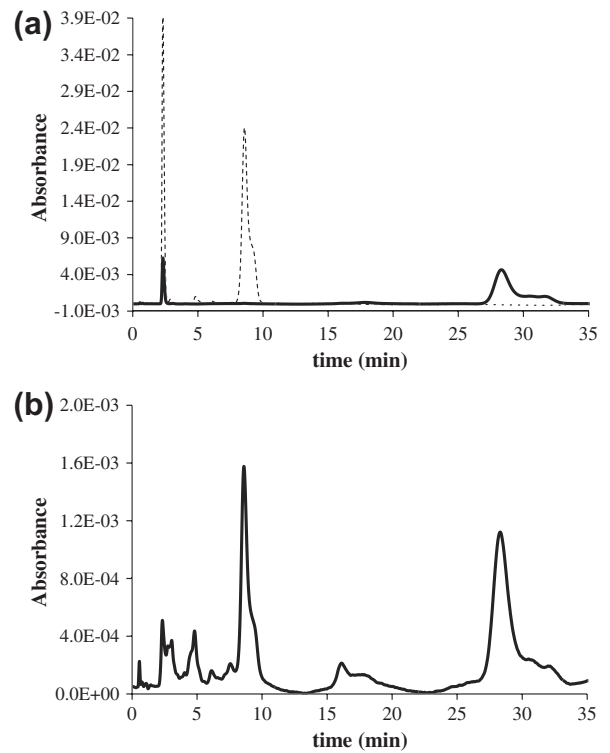 (a)
3.9E-02
3.4E-02
2.9E-02
2.4E-02
1.9E-02
1.4E-02
9.0E-03
4.0E-03
-1.0E-03
Absorbance
0 5 10 15 20 25 30 35
time (min)
(b)
2.0E-03
1.6E-03
1.2E-03
8.0E-04
4.0E-04
0.0E+00
Absorbance
0 5 10 15 20 25 30 35
time (min)